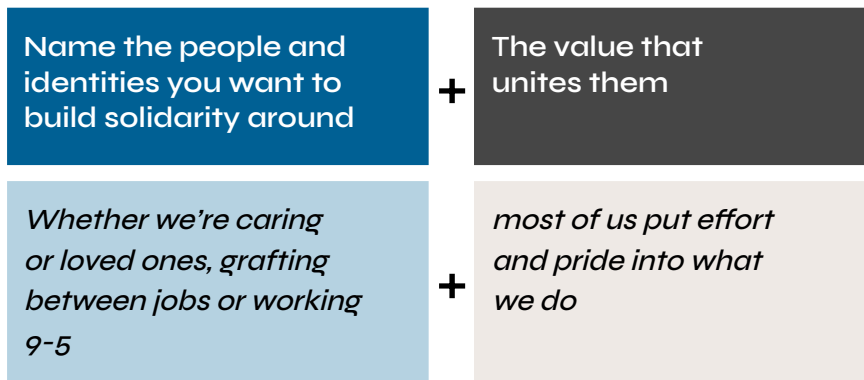 Name the people and
identities you want to
build solidarity around
+
The value that
unites them
Whether we're caring
or loved ones, grafting
between jobs or working
9-5
+
most of us put effort
and pride into what
we do